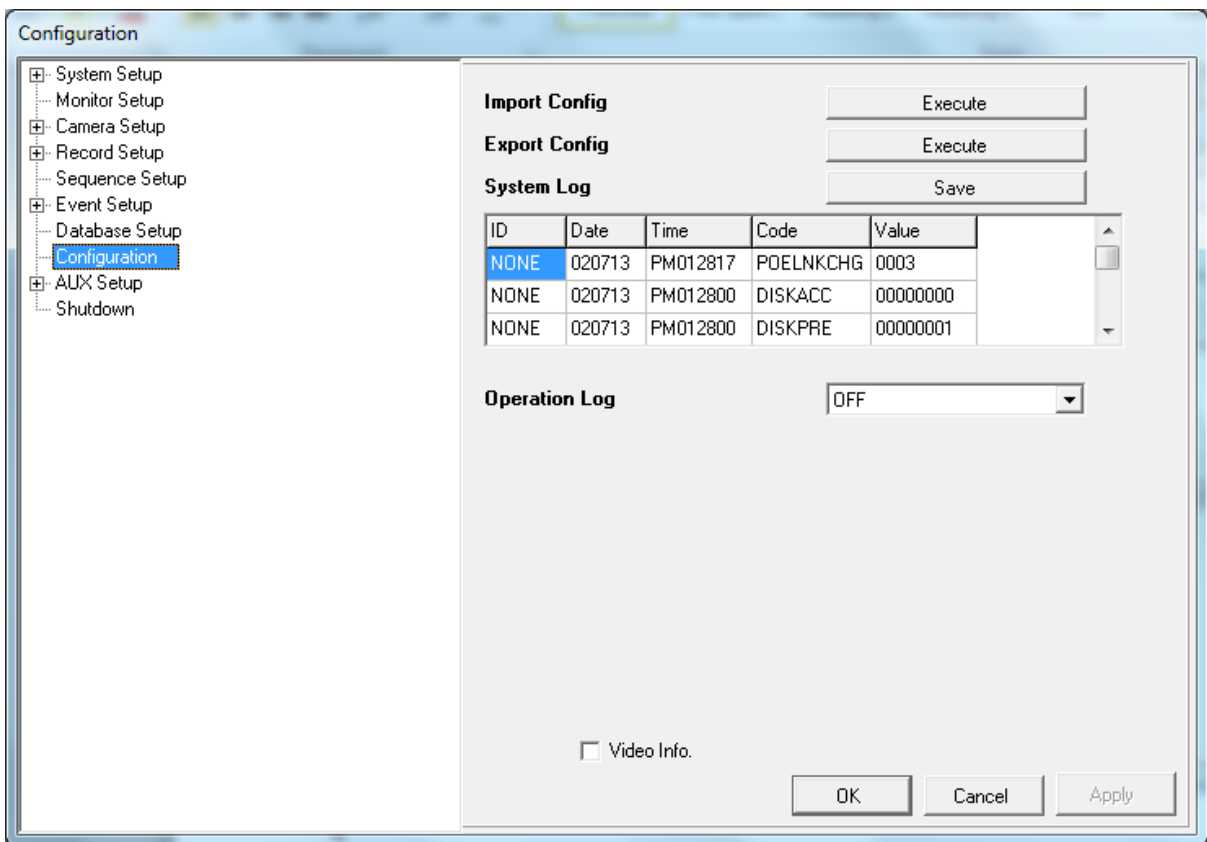 Configuration
System Setup
Monitor Setup
Camera Setup
Record Setup
Sequence Setup
Event Setup
Database Setup
Configuration
AUX Setup
Shutdown
Import Config Execute
Export Config Execute
System Log Save
ID Date Time Code Value
NONE 020713 PM012817 POELNKCHG 0003
NONE 020713 PM012800 DISKACC 00000000
NONE 020713 PM012800 DISKPRE 00000001
Operation Log OFF
Video Info.
OK Cancel Apply